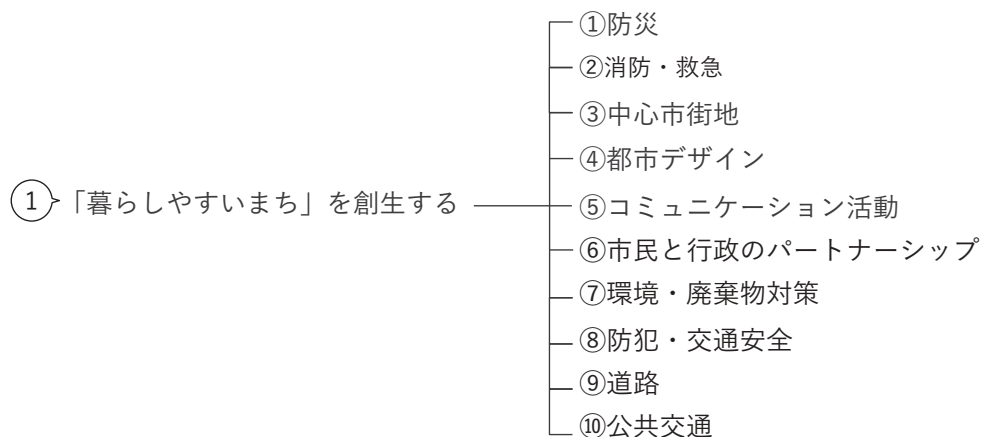 ①防災
②消防・救急
③中心市街地
④都市デザイン
1 「暮らしやすいまち」を創生する
⑤コミュニケーション活動
⑥市民と行政のパートナーシップ
⑦環境・廃棄物対策
⑧防犯・交通安全
⑨道路
⑩公共交通